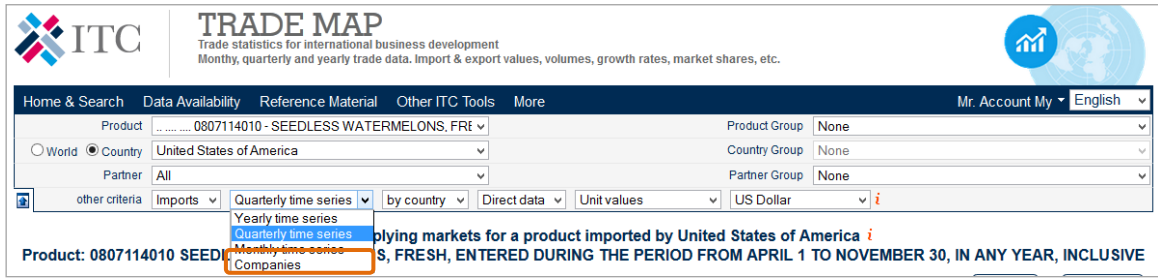 ITC
TRADE MAP
Trade statistics for international business development
Monthy, quarterly and yearly trade data. Import & export values, volumes, growth rates, market shares, etc.
Home & Search Data Availability Reference Material Other ITC Tools More Mr. Account My English
Product .. .... .... 0807114010 - SEEDLESS WATERMELONS, FRE Product Group None
World Country United States of America Country Group None
Partner All Partner Group None
other criteria Imports Quarterly time series by country Direct data Unit values US Dollar i
Yearly time series
Quarterly time series plying markets for a product imported by United States of America i
Monthly time series
Product: 0807114010 SEEDL S, FRESH, ENTERED DURING THE PERIOD FROM APRIL 1 TO NOVEMBER 30, IN ANY YEAR, INCLUSIVE
Companies